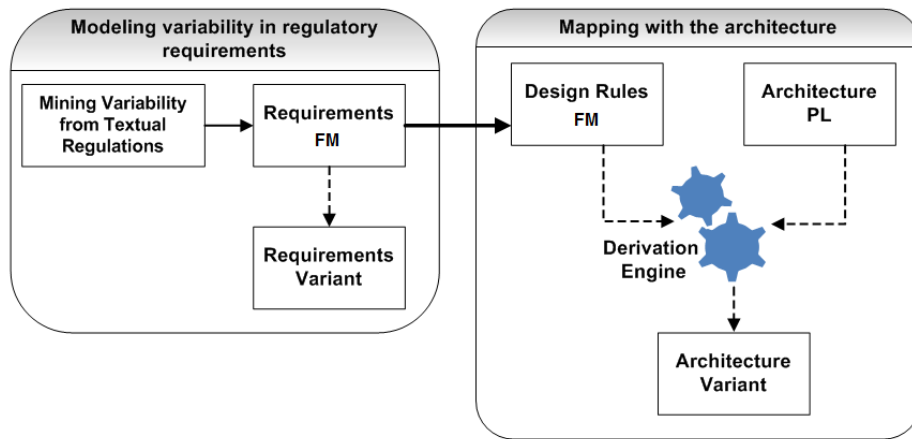 Modeling variability in regulatory
requirements
Mining Variability
from Textual
Regulations
Requirements
FM
Requirements
Variant
Mapping with the architecture
Design Rules
FM
Architecture
PL
Derivation
Engine
Architecture
Variant